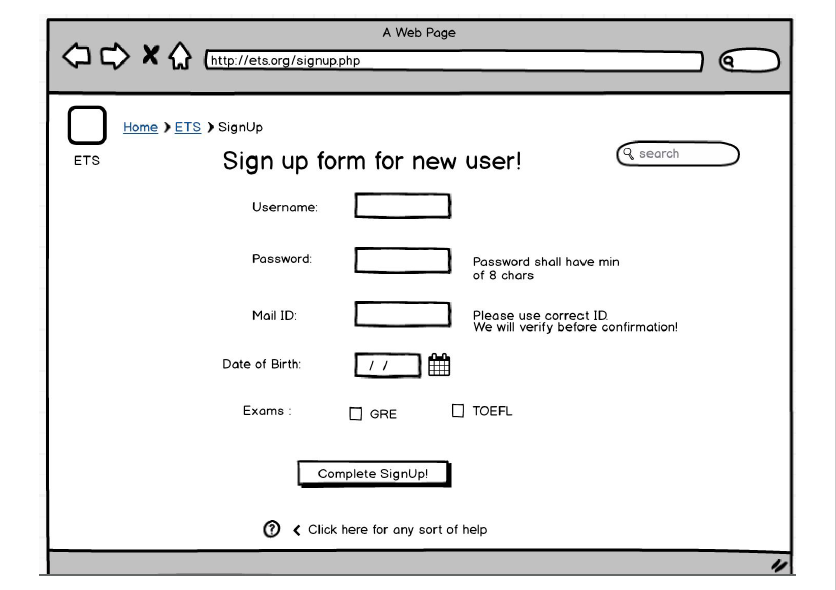 A Web Page
http://ets.org/signup.php
Home ETS SignUp
ETS
Sign up form for new user!
search
Username:
Password:
Password shall have min
of 8 chars
Mail ID:
Please use correct ID.
We will verify before confirmation!
Date of Birth:
/ /
Exams :
GRE
TOEFL
Complete SignUp!
? Click here for any sort of help